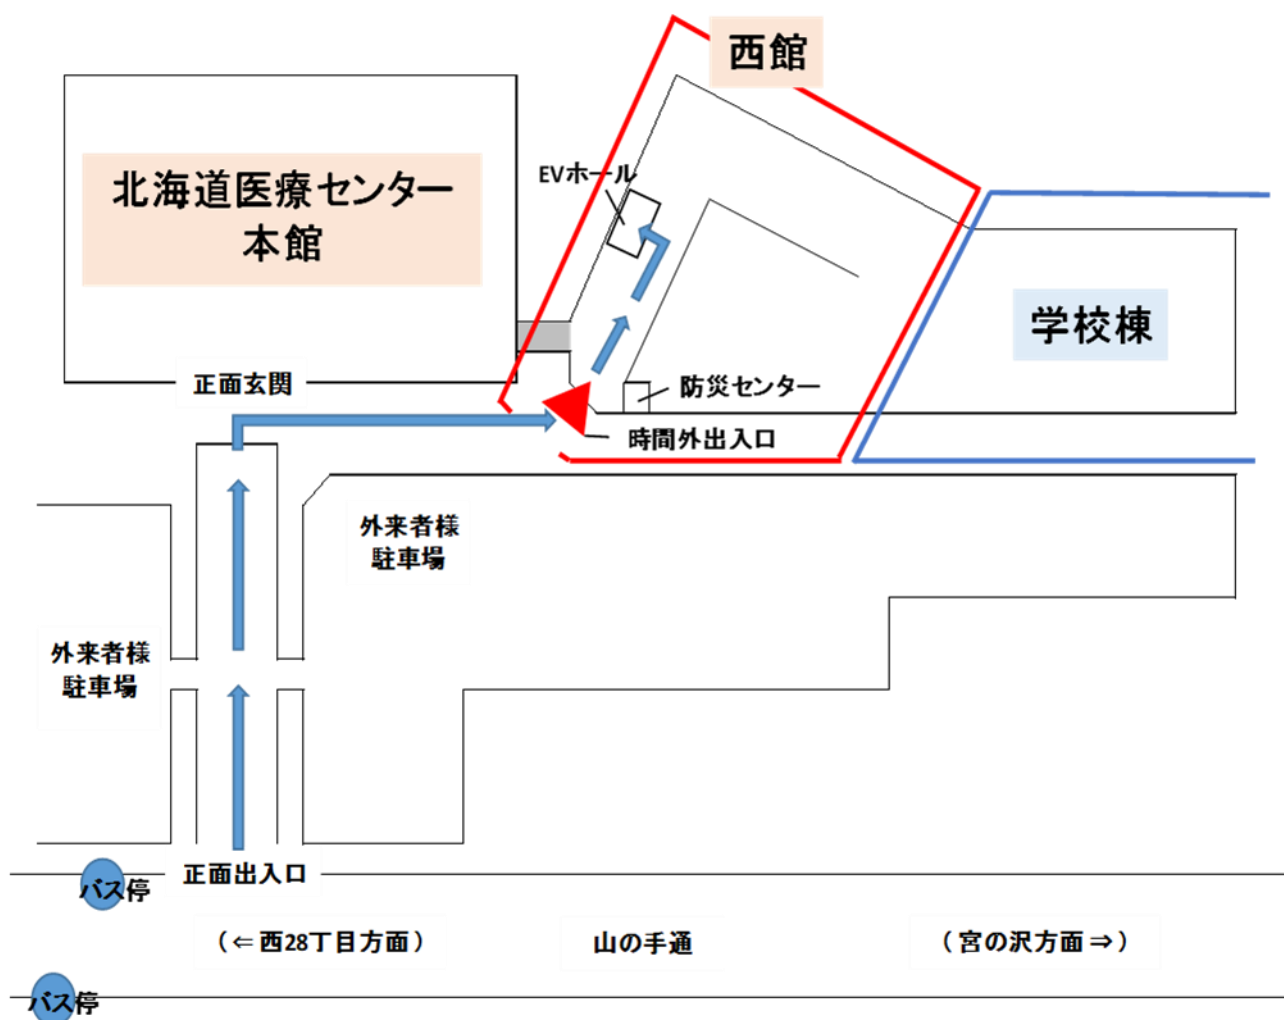 西館
北海道医療センター
本館
EVホール
学校棟
正面玄関
防災センター
時間外出入口
外来者様
駐車場
外来者様
駐車場
正面出入口
バス停
（⇐ 西28丁目方面 ）
山の手通
（ 宮の沢方面 ⇒ ）
バス停